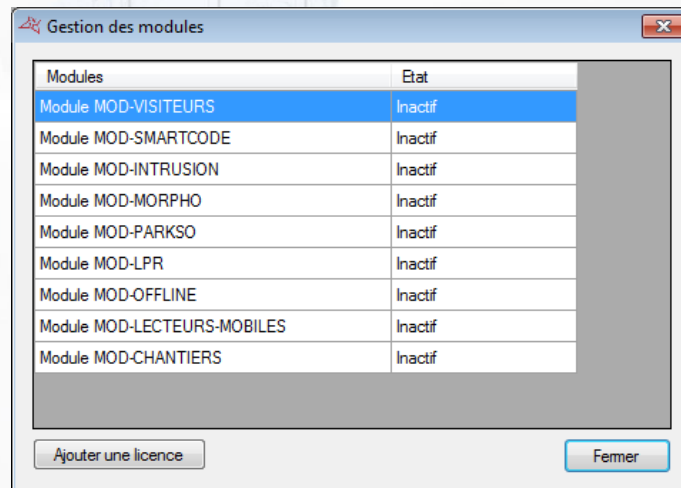 Gestion des modules
Modules Etat
Module MOD-VISITEURS Inactif
Module MOD-SMARTCODE Inactif
Module MOD-INTRUSION Inactif
Module MOD-MORPHO Inactif
Module MOD-PARKSO Inactif
Module MOD-LPR Inactif
Module MOD-OFFLINE Inactif
Module MOD-LECTEURS-MOBILES Inactif
Module MOD-CHANTIERS Inactif
Ajouter une licence Fermer